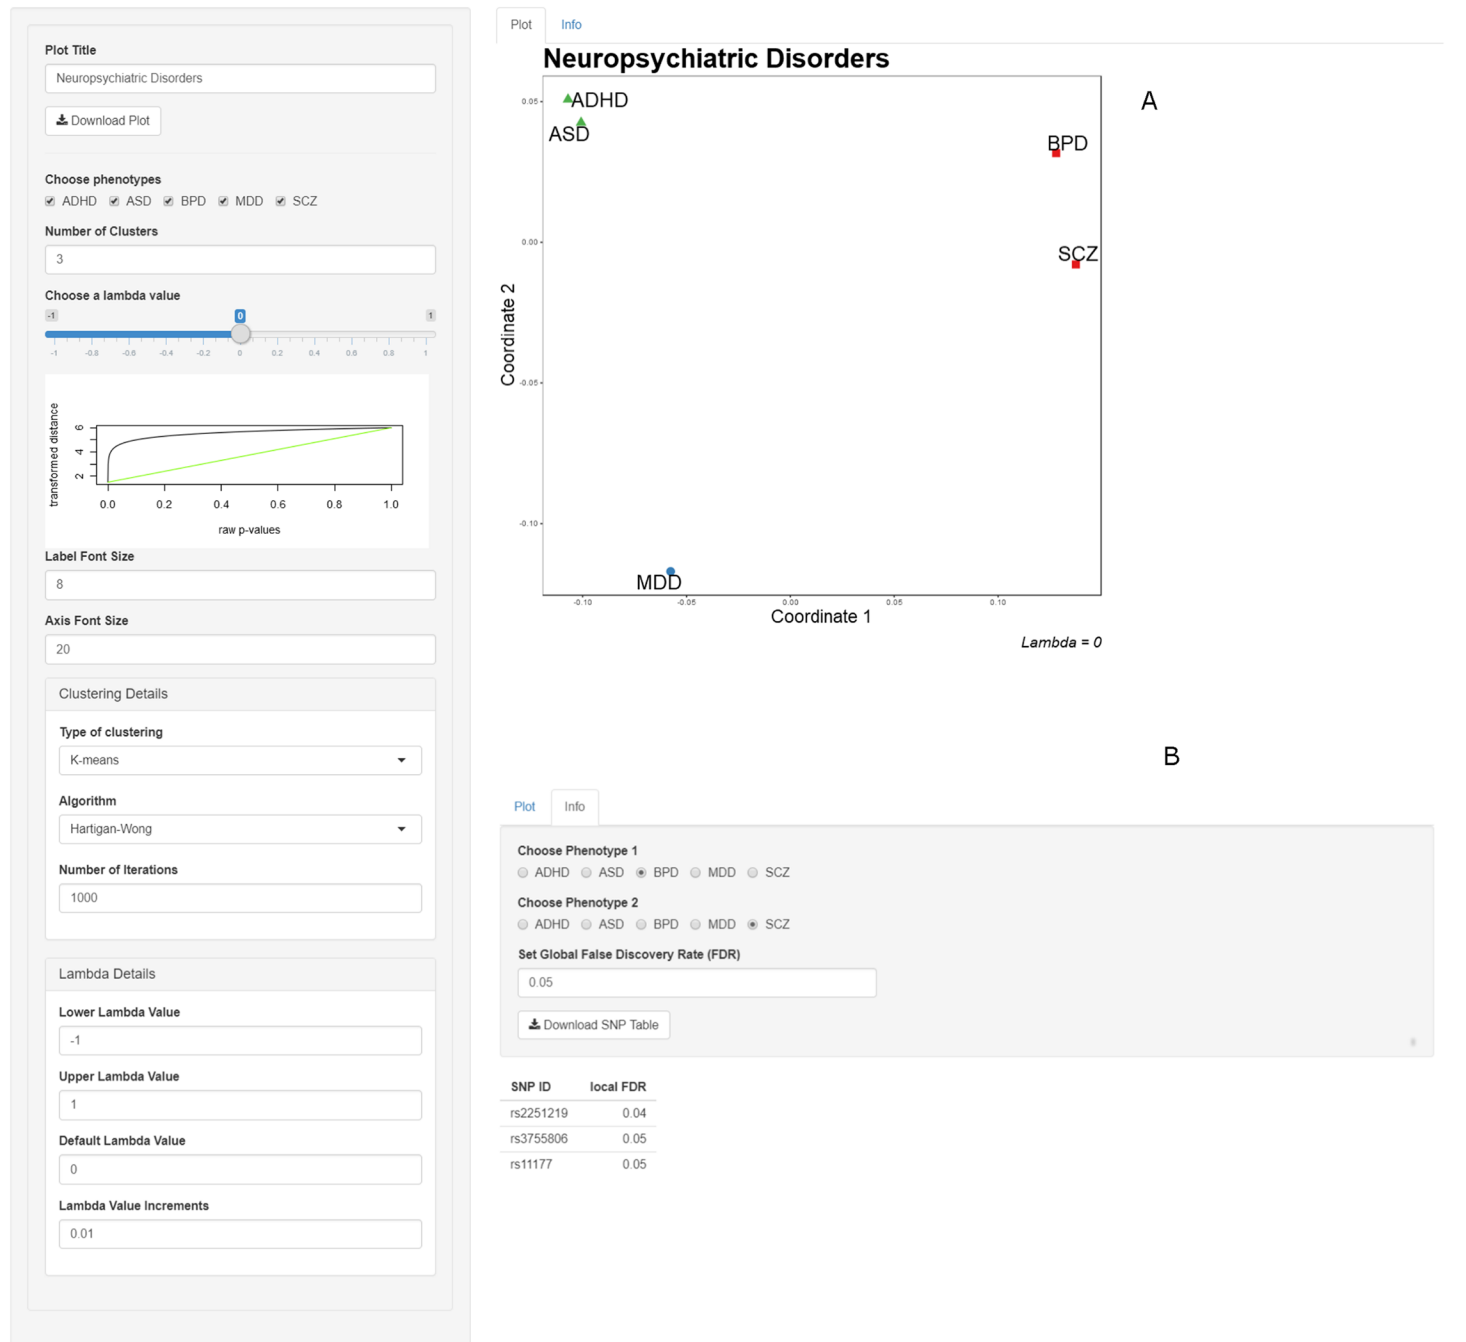 Plot Title
Neuropsychiatric Disorders
Download Plot
Choose phenotypes
ADHD ASD BPD MDD SCZ
Number of Clusters
3
Choose a lambda value
-1 0 1
-1 -0.8 -0.6 -0.4 -0.2 0 0.2 0.4 0.6 0.8 1
transformed distance
6
4
2
0.0 0.2 0.4 0.6 0.8 1.0
raw p-values
Label Font Size
8
Axis Font Size
20
Clustering Details
Type of clustering
K-means
Algorithm
Hartigan-Wong
Number of Iterations
1000
Lambda Details
Lower Lambda Value
-1
Upper Lambda Value
1
Default Lambda Value
0
Lambda Value Increments
0.01
Plot Info
Neuropsychiatric Disorders
A
0.05
ADHD
ASD
BPD
0.00
SCZ
Coordinate 2
-0.05
-0.10
MDD
-0.10 -0.05 0.00 0.05 0.10
Coordinate 1
Lambda = 0
B
Plot Info
Choose Phenotype 1
ADHD ASD BPD MDD SCZ
Choose Phenotype 2
ADHD ASD BPD MDD SCZ
Set Global False Discovery Rate (FDR)
0.05
Download SNP Table
SNP ID local FDR
rs2251219 0.04
rs3755806 0.05
rs11177 0.05